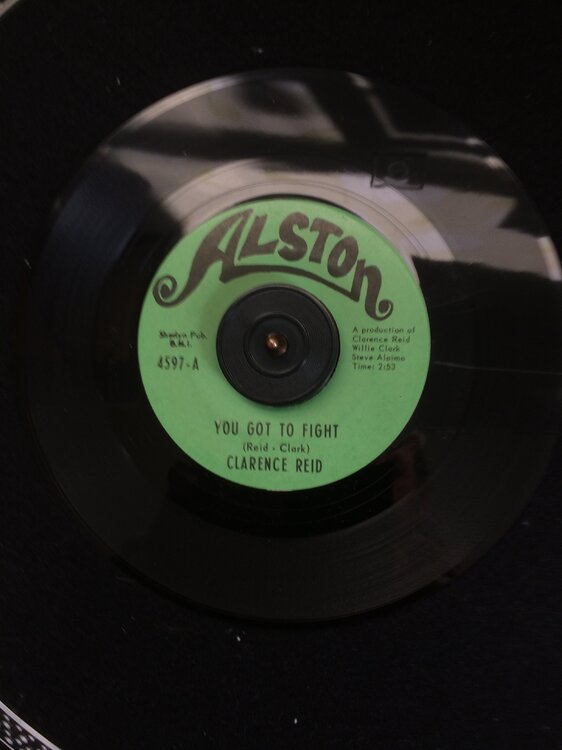 ALSTON
Sherlyn Pub.
B.M.I.
4597-A
A production of
Clarence Reid
Willie Clark
Steve Alaimo
Time: 2:53
YOU GOT TO FIGHT
(Reid - Clark)
CLARENCE REID